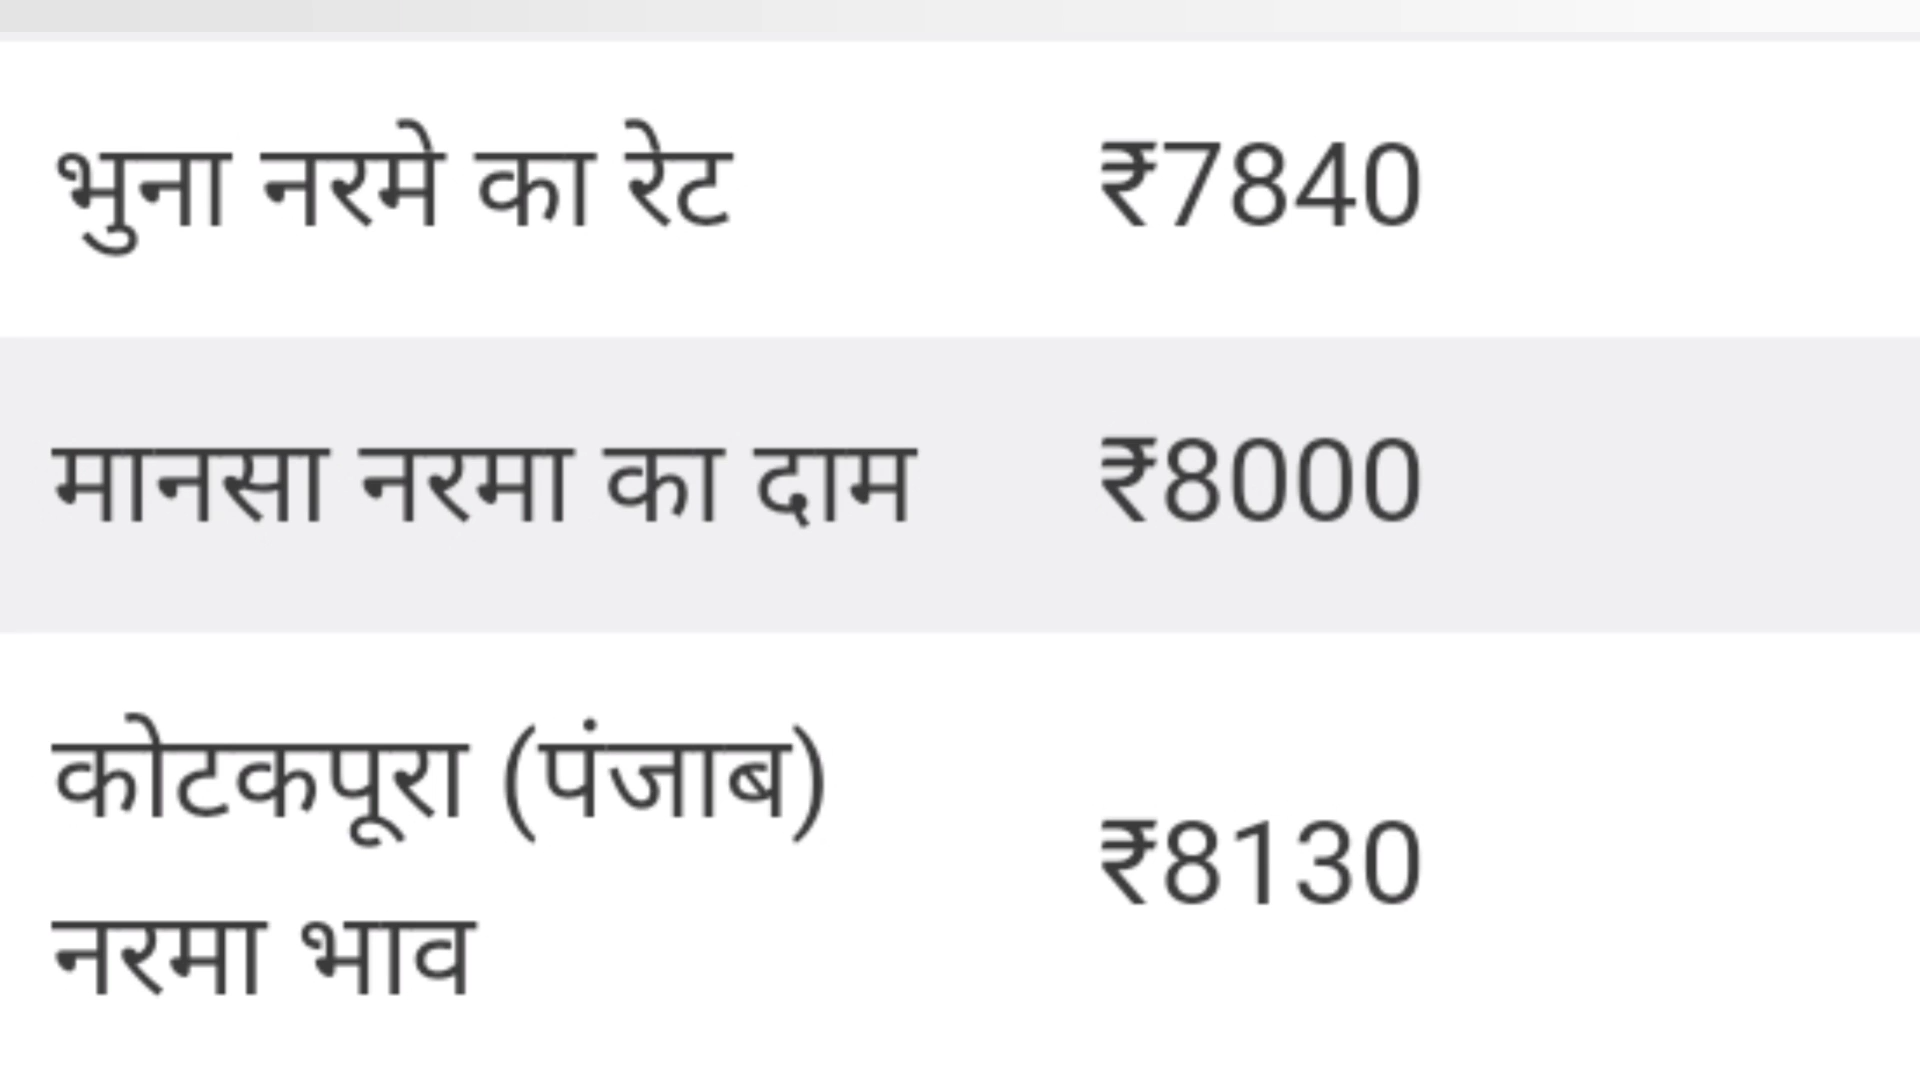 भुना नरमे का रेट ₹7840
मानसा नरमा का दाम ₹8000
कोटकपूरा (पंजाब)
नरमा भाव ₹8130